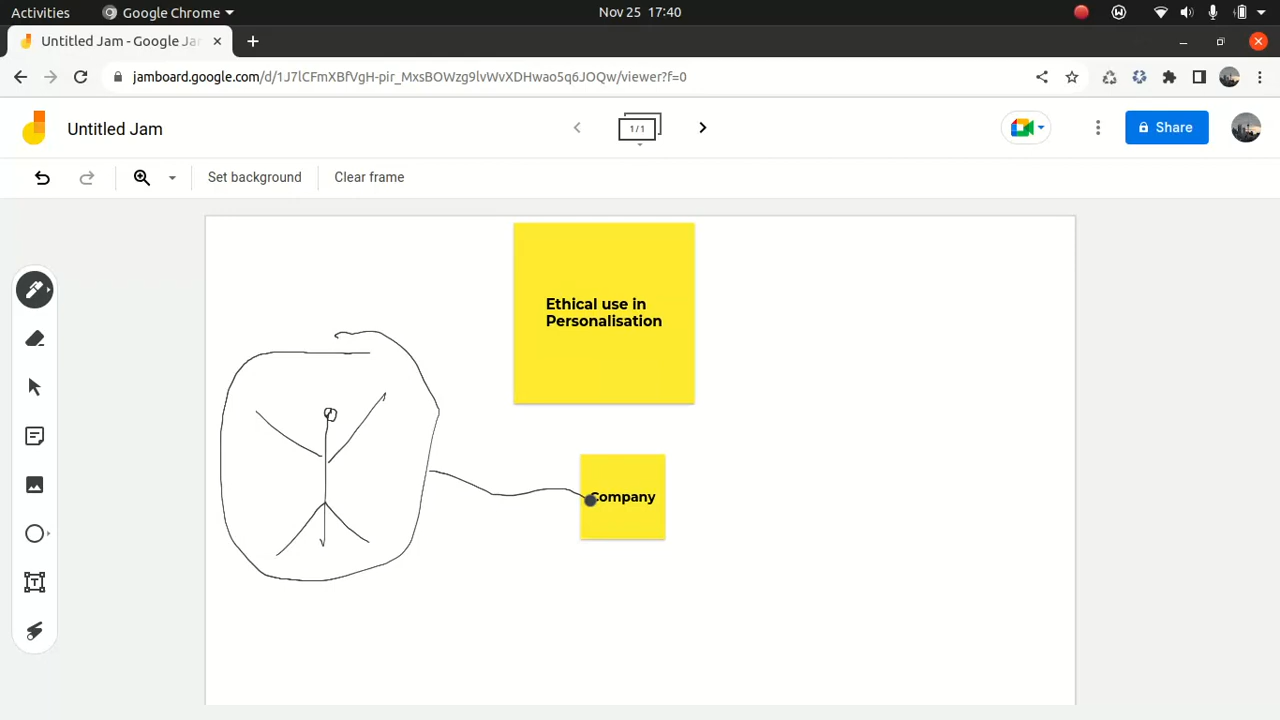 Activities
Google Chrome
Nov 25 17:40
Untitled Jam - Google Jar
jamboard.google.com/d/1J7lCFmXBfVgH-pir_MxsBOWzg9lvWvXDHwao5q6JOQw/viewer?f=0
Untitled Jam
1 / 1
Share
Set background
Clear frame
Ethical use in
Personalisation
Company